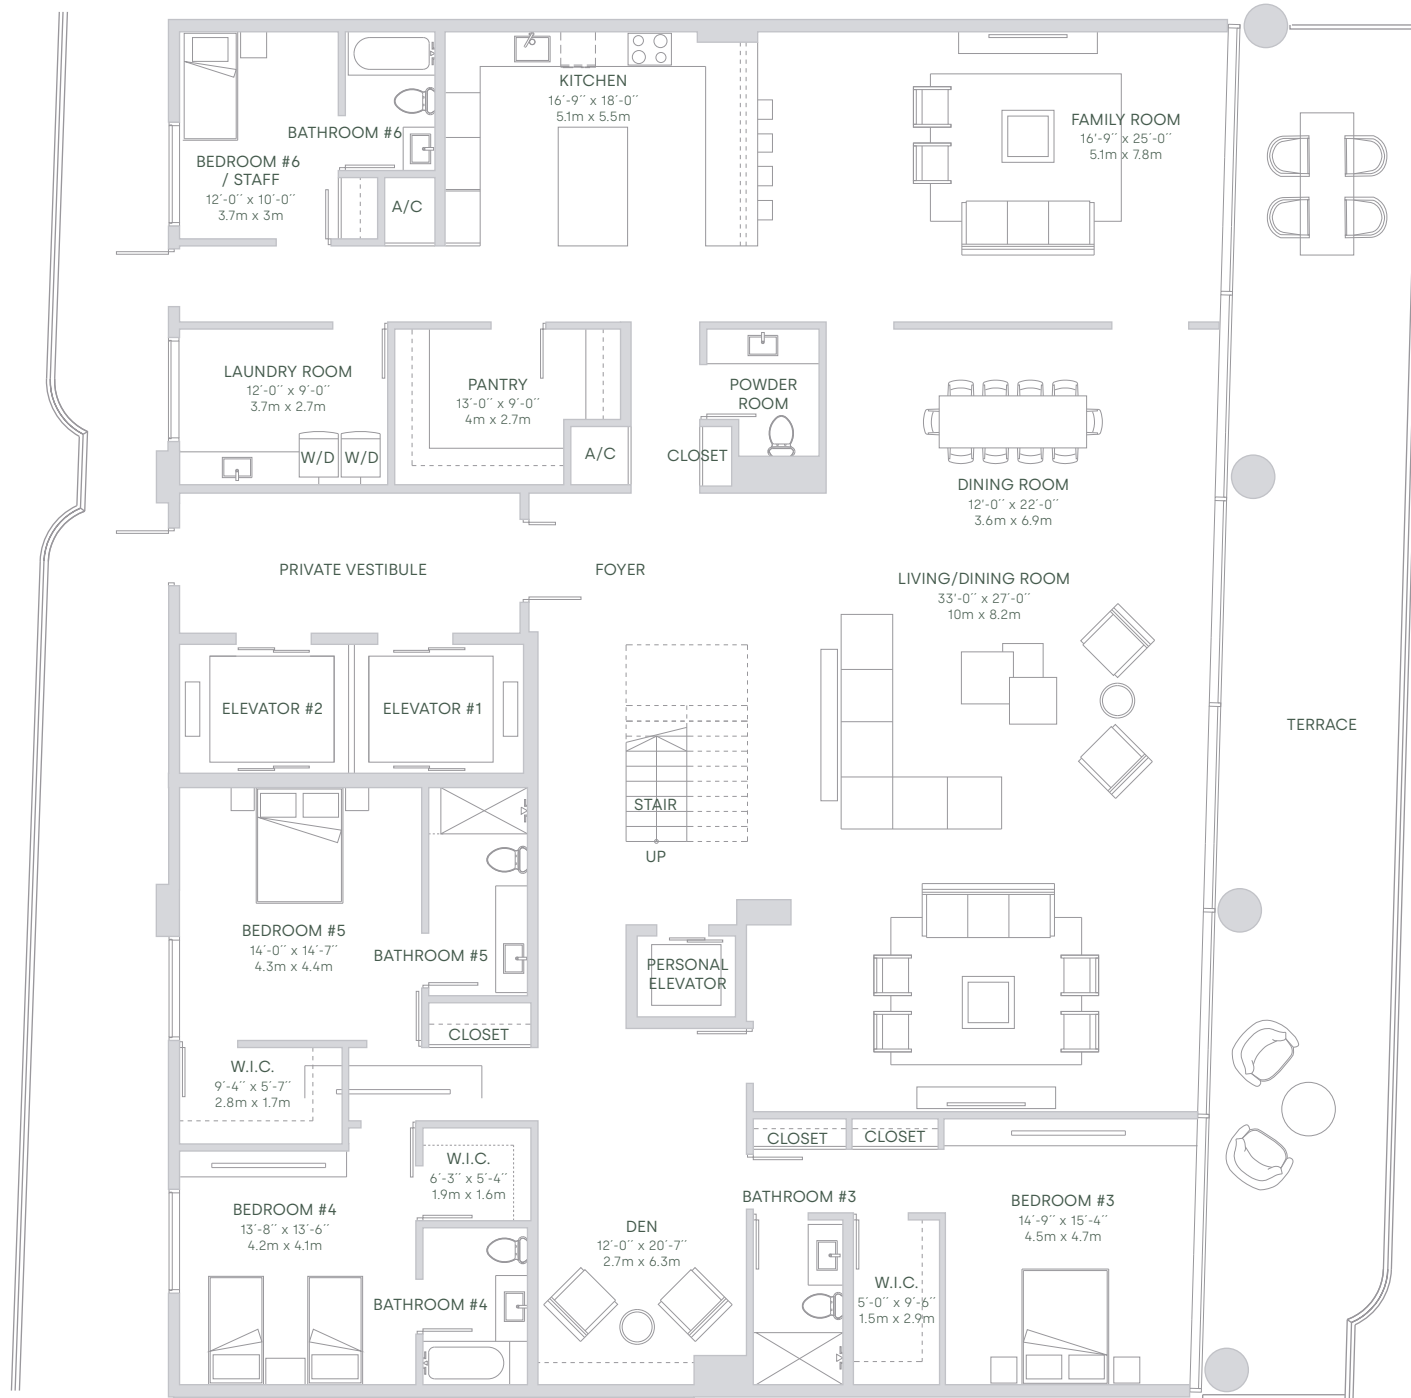 KITCHEN
16´-9´´ x 18´-0´´
5.1m x 5.5m
FAMILY ROOM
16'-9´´ x 25´-0´´
5.1m x 7.8m
BATHROOM #6
BEDROOM #6
/ STAFF
12´-0´´ x 10´-0´´
3.7m x 3m
A/C
LAUNDRY ROOM
12´-0´´ x 9´-0´´
3.7m x 2.7m
W/D
W/D
PANTRY
13´-0´´ x 9´-0´´
4m x 2.7m
A/C
POWDER
ROOM
CLOSET
DINING ROOM
12'-0´´ x 22´-0´´
3.6m x 6.9m
PRIVATE VESTIBULE
FOYER
LIVING/DINING ROOM
33'-0´´ x 27´-0´´
10m x 8.2m
ELEVATOR #2
ELEVATOR #1
TERRACE
STAIR
UP
BEDROOM #5
14´-0´´ x 14´-7´´
4.3m x 4.4m
BATHROOM #5
PERSONAL
ELEVATOR
CLOSET
W.I.C.
9´-4´´ x 5´-7´´
2.8m x 1.7m
CLOSET
CLOSET
W.I.C.
6´-3´´ x 5´-4´´
1.9m x 1.6m
BATHROOM #3
BEDROOM #3
14´-9´´ x 15´-4´´
4.5m x 4.7m
BEDROOM #4
13´-8´´ x 13´-6´´
4.2m x 4.1m
DEN
12´-0´´ x 20´-7´´
2.7m x 6.3m
W.I.C.
5´-0´´ x 9´-6´´
1.5m x 2.9m
BATHROOM #4